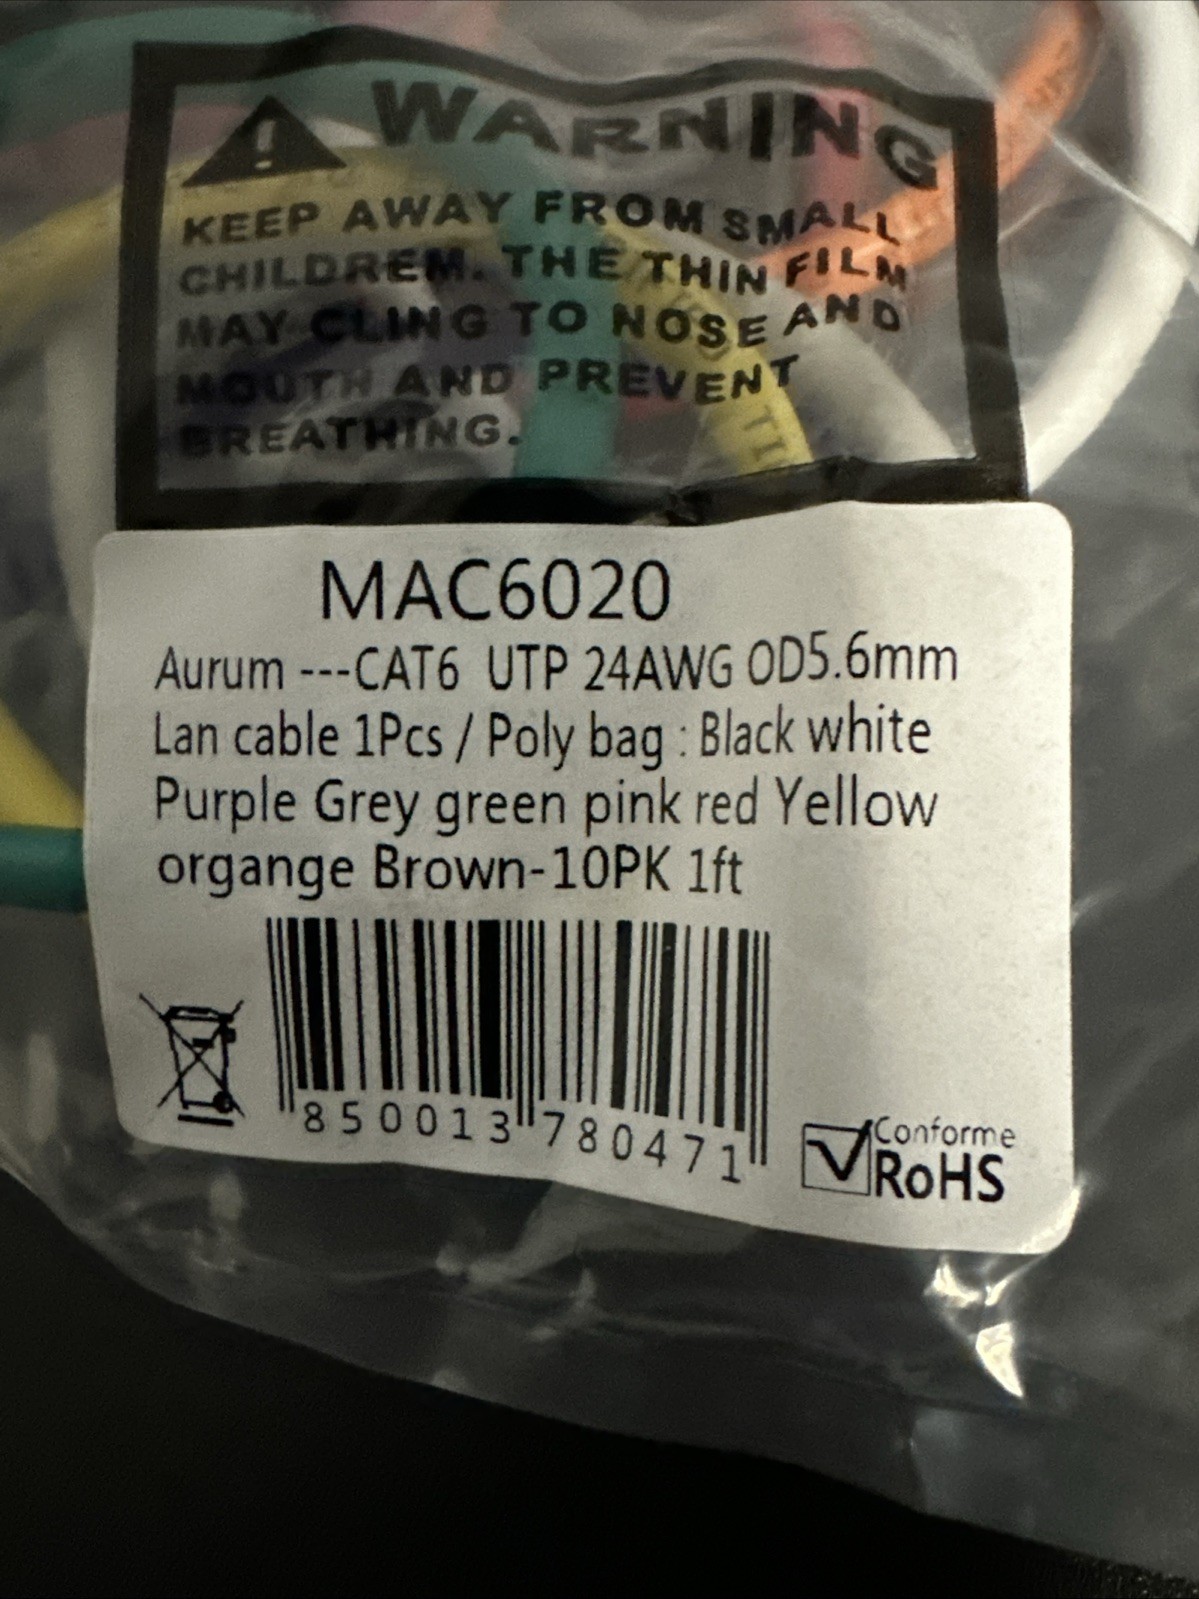 WARNING
KEEP AWAY FROM SMALL
CHILDREM. THE THIN FILM
MAY CLING TO NOSE AND
MOUTH AND PREVENT
BREATHING.
MAC6020
Aurum ---CAT6 UTP 24AWG OD5.6mm
Lan cable 1Pcs / Poly bag : Black white
Purple Grey green pink red Yellow
organge Brown-10PK 1ft
850013 780471
Conforme
RoHS